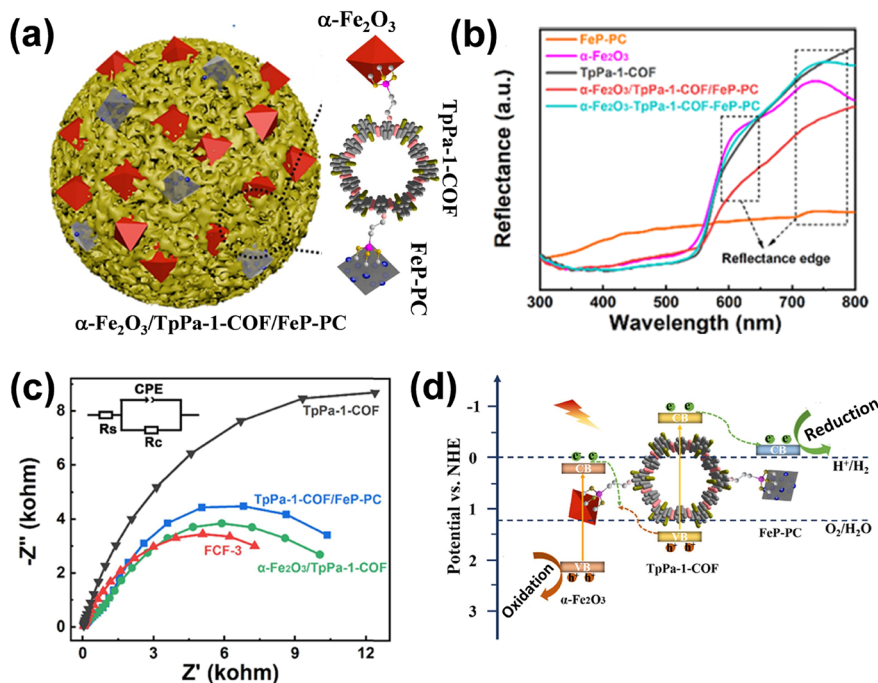 (a)
α-Fe₂O₃
TpPa-1-COF
FeP-PC
α-Fe₂O₃/TpPa-1-COF/FeP-PC
(b)
FeP-PC
α-Fe₂O₃
TpPa-1-COF
α-Fe₂O₃/TpPa-1-COF/FeP-PC
α-Fe₂O₃-TpPa-1-COF-FeP-PC
Reflectance edge
Reflectance (a.u.)
300 400 500 600 700 800
Wavelength (nm)
(c)
8
6
4
2
0
-Z" (kohm)
CPE
Rs
Rc
TpPa-1-COF
TpPa-1-COF/FeP-PC
FCF-3
α-Fe₂O₃/TpPa-1-COF
0 3 6 9 12
Z' (kohm)
(d)
Potential vs. NHE
-1
0
1
2
3
e⁻ e⁻
CB
e⁻ e⁻
CB
e⁻ e⁻
CB
Reduction
H⁺/H₂
O₂/H₂O
VB
h⁺ h⁺
VB
h⁺ h⁺
FeP-PC
TpPa-1-COF
α-Fe₂O₃
Oxidation